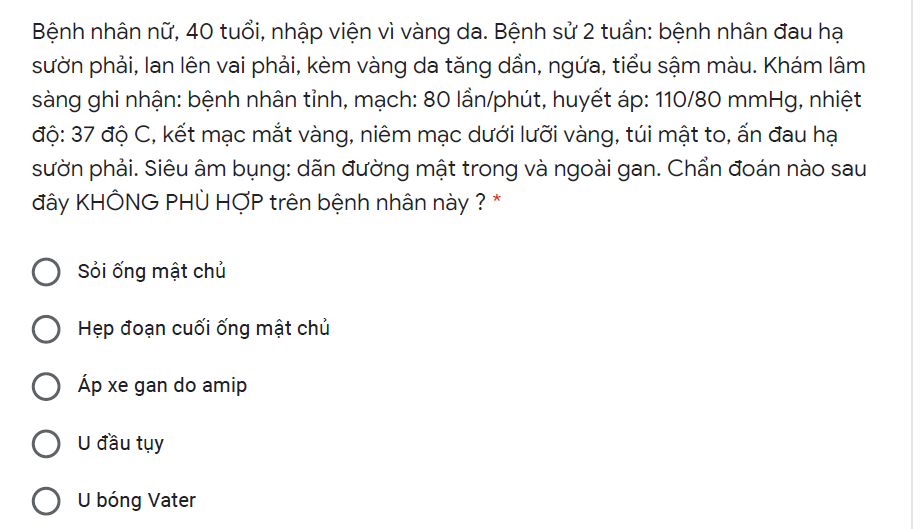 Bệnh nhân nữ, 40 tuổi, nhập viện vì vàng da. Bệnh sử 2 tuần: bệnh nhân đau hạ
sườn phải, lan lên vai phải, kèm vàng da tăng dần, ngứa, tiểu sậm màu. Khám lâm
sàng ghi nhận: bệnh nhân tỉnh, mạch: 80 lần/phút, huyết áp: 110/80 mmHg, nhiệt
độ: 37 độ C, kết mạc mắt vàng, niêm mạc dưới lưỡi vàng, túi mật to, ấn đau hạ
sườn phải. Siêu âm bụng: dãn đường mật trong và ngoài gan. Chẩn đoán nào sau
đây KHÔNG PHÙ HỢP trên bệnh nhân này ? *
Sỏi ống mật chủ
Hẹp đoạn cuối ống mật chủ
Áp xe gan do amip
U đầu tụy
U bóng Vater